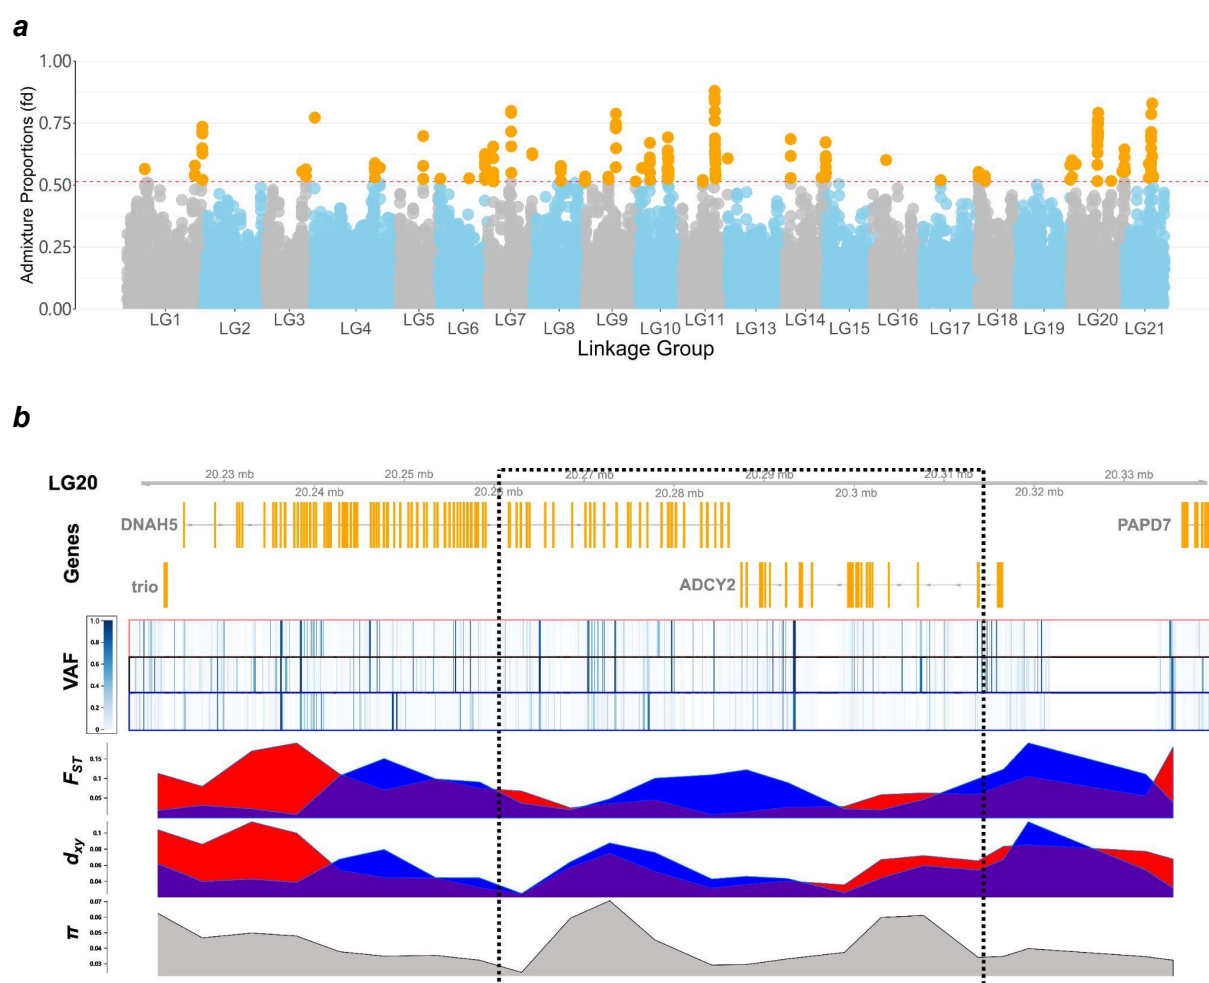 a
1.00
0.75
0.50
0.25
0.00
Admixture Proportions (fd)
LG1 LG2 LG3 LG4 LG5 LG6 LG7 LG8 LG9 LG10 LG11 LG13 LG14 LG15 LG16 LG17 LG18 LG19 LG20 LG21
Linkage Group
b
LG20
20.23 mb 20.25 mb 20.27 mb 20.29 mb 20.31 mb 20.33 mb
20.24 mb 20.26 mb 20.28 mb 20.3 mb 20.32 mb
Genes
DNAH5 PAPD7
trio ADCY2
VAF
1.0
0.8
0.6
0.4
0.2
0
FST
0.15
0.1
0.05
dxy
0.1
0.08
0.06
0.04
π
0.07
0.06
0.05
0.04
0.03